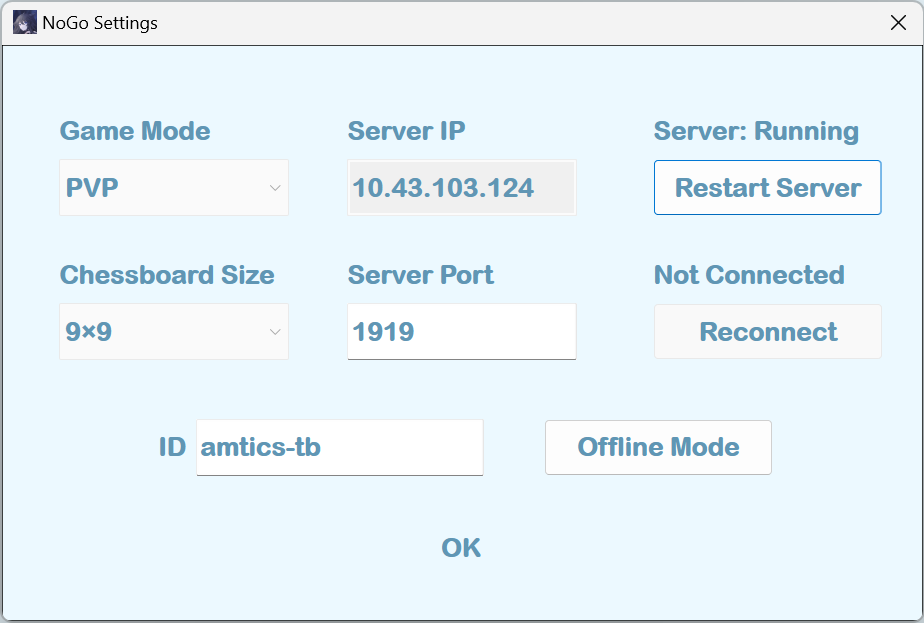 NoGo Settings
Game Mode
Server IP
Server: Running
PVP
10.43.103.124
Restart Server
Chessboard Size
Server Port
Not Connected
9×9
1919
Reconnect
ID
amtics-tb
Offline Mode
OK